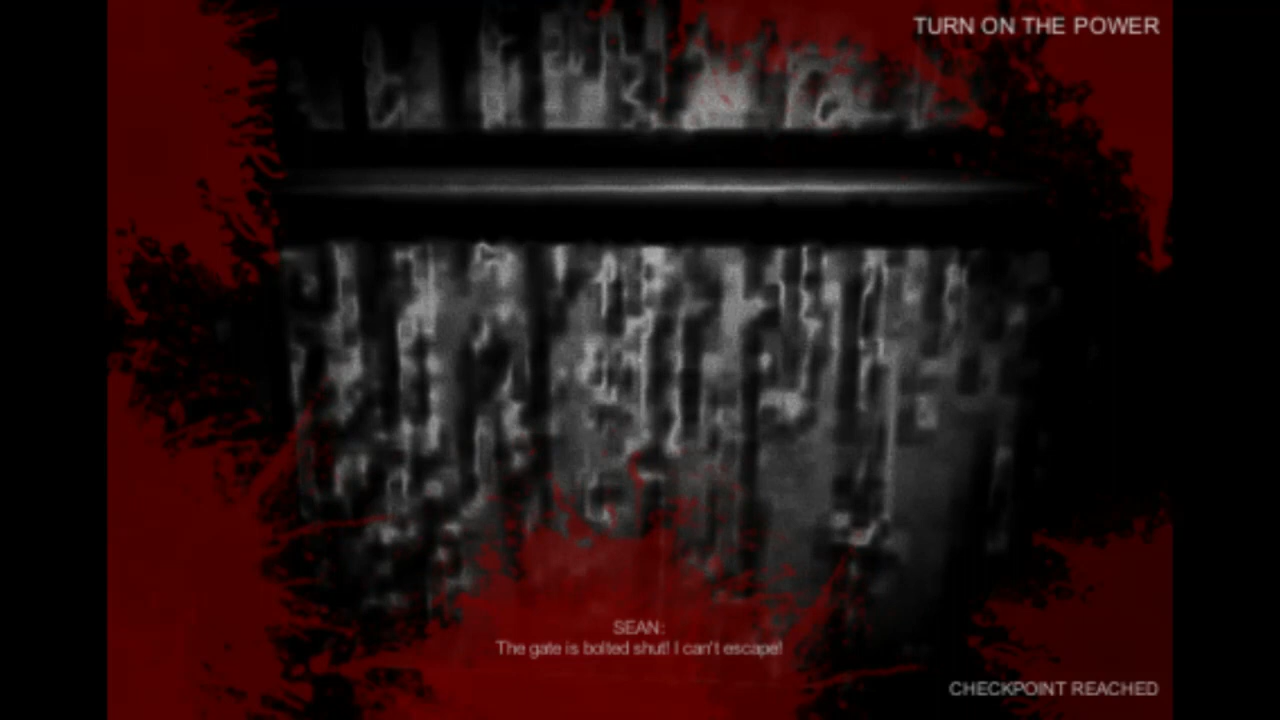 TURN ON THE POWER
SEAN:
The gate is bolted shut! I can't escape!
CHECKPOINT REACHED